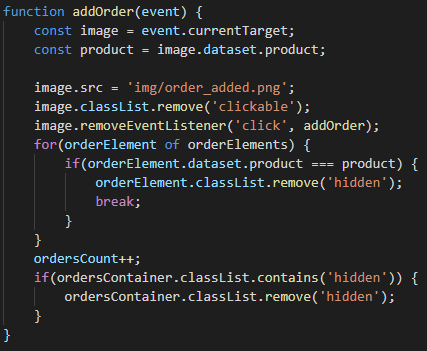 function addOrder(event) {
    const image = event.currentTarget;
    const product = image.dataset.product;

    image.src = 'img/order_added.png';
    image.classList.remove('clickable');
    image.removeEventListener('click', addOrder);
    for(orderElement of orderElements) {
        if(orderElement.dataset.product === product) {
            orderElement.classList.remove('hidden');
            break;
        }
    }
    ordersCount++;
    if(ordersContainer.classList.contains('hidden')) {
        ordersContainer.classList.remove('hidden');
    }
}